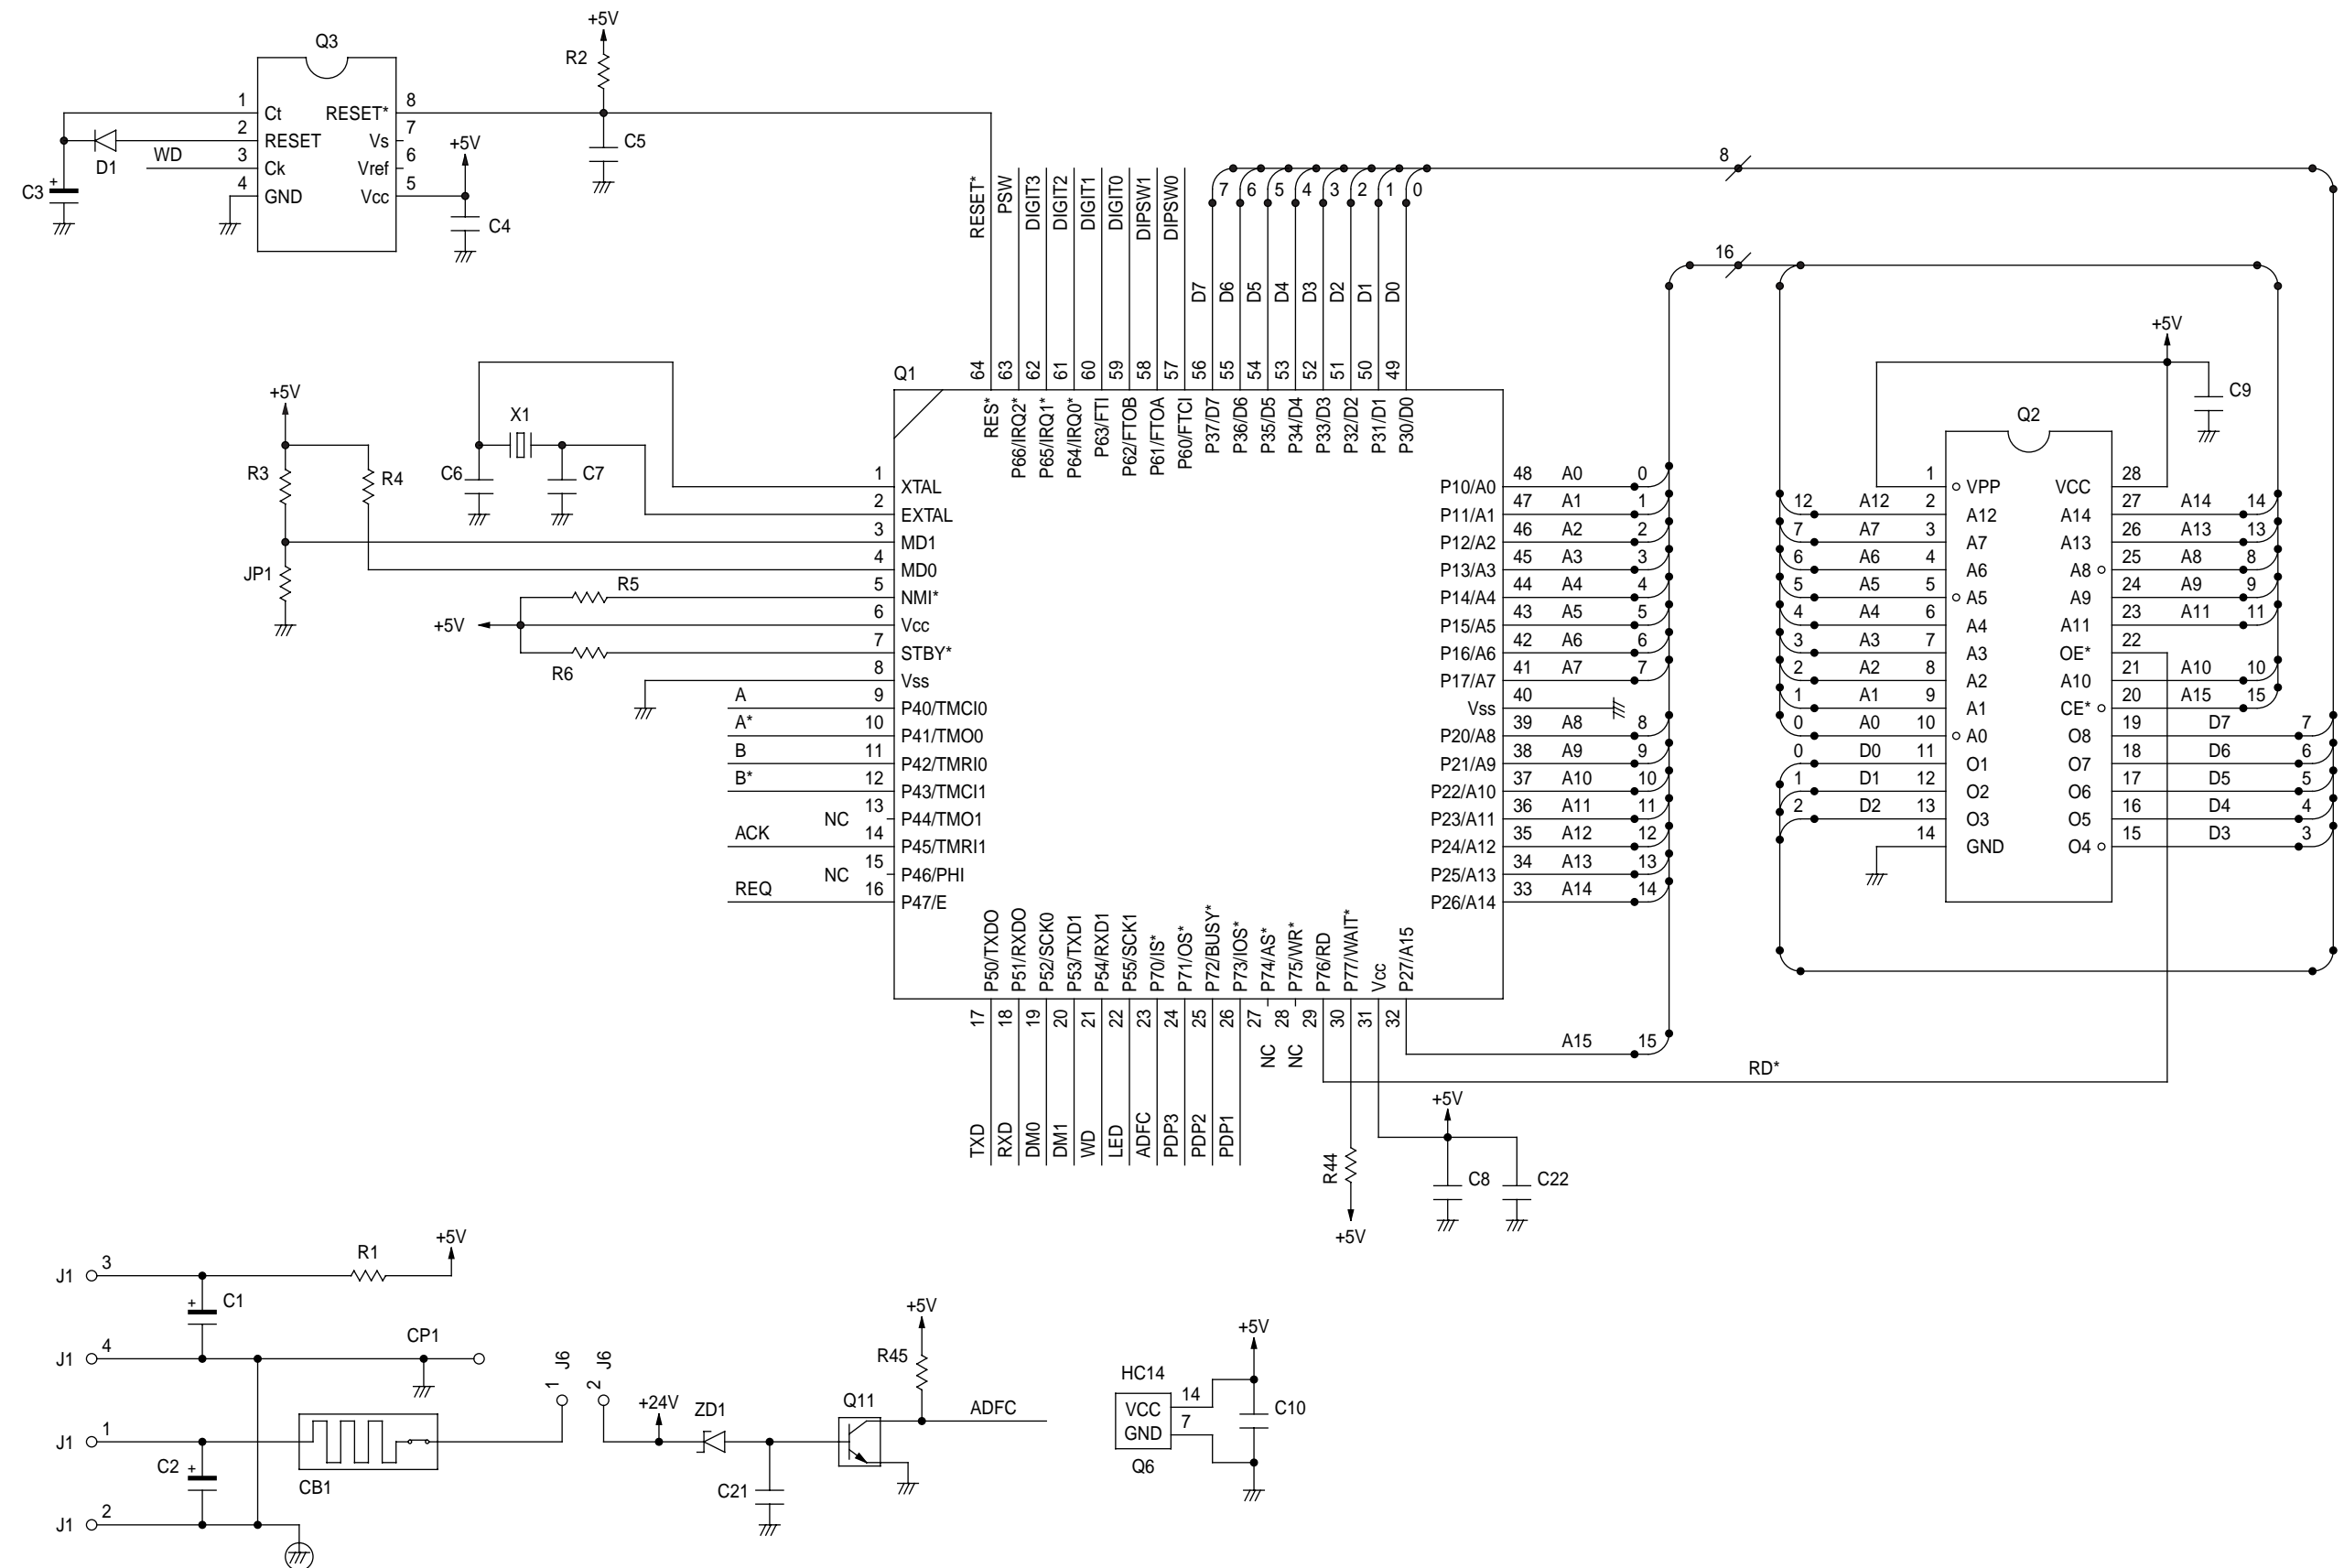 Q3
1 Ct RESET* 8
2 RESET Vs 7
WD 3 Ck Vref 6
4 GND Vcc 5
D1
C3 +
+5V
C4
+5V
R2
C5
RESET*
PSW
DIGIT3
DIGIT2
DIGIT1
DIGIT0
DIPSW1
DIPSW0
D7
D6
D5
D4
D3
D2
D1
D0
7 6 5 4 3 2 1 0
8
16
+5V
R3
R4
JP1
X1
C6
C7
Q1
64 RES*
63 P66/IRQ2*
62 P65/IRQ1*
61 P64/IRQ0*
60 P63/FTI
59 P62/FTOB
58 P61/FTOA
57 P60/FTCI
56 P37/D7
55 P36/D6
54 P35/D5
53 P34/D4
52 P33/D3
51 P32/D2
50 P31/D1
49 P30/D0
1 XTAL
2 EXTAL
3 MD1
4 MD0
R5 5 NMI*
+5V 6 Vcc
R6 7 STBY*
8 Vss
A 9 P40/TMCI0
A* 10 P41/TMO0
B 11 P42/TMRI0
B* 12 P43/TMCI1
NC 13 P44/TMO1
ACK 14 P45/TMRI1
NC 15 P46/PHI
REQ 16 P47/E
P10/A0 48 A0 0
P11/A1 47 A1 1
P12/A2 46 A2 2
P13/A3 45 A3 3
P14/A4 44 A4 4
P15/A5 43 A5 5
P16/A6 42 A6 6
P17/A7 41 A7 7
Vss 40
P20/A8 39 A8 8
P21/A9 38 A9 9
P22/A10 37 A10 10
P23/A11 36 A11 11
P24/A12 35 A12 12
P25/A13 34 A13 13
P26/A14 33 A14 14
P50/TXDO 17 TXD
P51/RXDO 18 RXD
P52/SCK0 19 DM0
P53/TXD1 20 DM1
P54/RXD1 21 WD
P55/SCK1 22 LED
P70/IS* 23 ADFC
P71/OS* 24 PDP3
P72/BUSY* 25 PDP2
P73/IOS* 26 PDP1
P74/AS* 27 NC
P75/WR* 28 NC
P76/RD 29
P77/WAIT* 30
Vcc 31
P27/A15 32
A15 15
RD*
R44
+5V
+5V
C8
C22
+5V
C9
Q2
1 VPP VCC 28
12 A12 2 A12 A14 27 A14 14
7 A7 3 A7 A13 26 A13 13
6 A6 4 A6 A8 25 A8 8
5 A5 5 A5 A9 24 A9 9
4 A4 6 A4 A11 23 A11 11
3 A3 7 A3 OE* 22
2 A2 8 A2 A10 21 A10 10
1 A1 9 A1 CE* 20 A15 15
0 A0 10 A0 O8 19 D7 7
0 D0 11 O1 O7 18 D6 6
1 D1 12 O2 O6 17 D5 5
2 D2 13 O3 O5 16 D4 4
14 GND O4 15 D3 3
J1 3
R1
+5V
+ C1
J1 4
CP1
J1 1
C2 +
CB1
J1 2
J6 1
J6 2
+24V
ZD1
C21
Q11
+5V
R45
ADFC
+5V
HC14
VCC 14
GND 7
Q6
C10